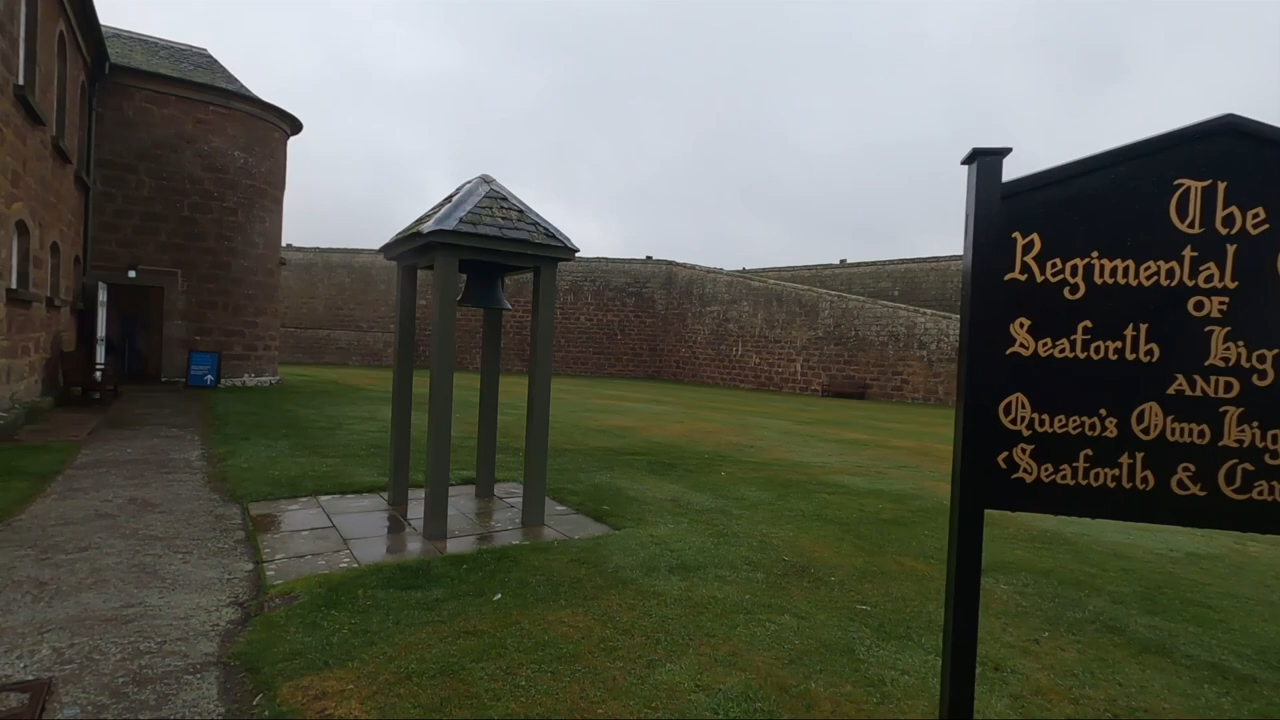 The
Regimental
OF
Seaforth Hig
AND
Queen's Own Hig
<Seaforth & Ca